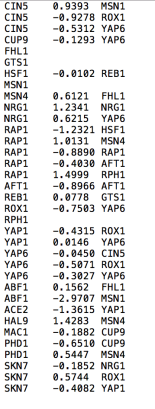 CIN5 0.9393 MSN1
CIN5 -0.9278 ROX1
CIN5 -0.5312 YAP6
CUP9 -0.1293 YAP6
FHL1
GTS1
HSF1 -0.0102 REB1
MSN1
MSN4 0.6121 FHL1
NRG1 1.2341 NRG1
NRG1 0.6215 YAP6
RAP1 -1.2321 HSF1
RAP1 1.0131 MSN4
RAP1 -0.8890 RAP1
RAP1 -0.4030 AFT1
RAP1 1.4999 RPH1
AFT1 -0.8966 AFT1
REB1 0.0778 GTS1
ROX1 -0.7503 YAP6
RPH1
YAP1 -0.4315 ROX1
YAP1 0.0146 YAP6
YAP6 -0.0450 CIN5
YAP6 -0.5071 ROX1
YAP6 -0.3027 YAP6
ABF1 0.1562 FHL1
ABF1 -2.9707 MSN1
ACE2 -1.3615 YAP1
HAL9 1.4283 MSN4
MAC1 -0.1882 CUP9
PHD1 -0.6510 CUP9
PHD1 0.5447 MSN4
SKN7 -0.1852 NRG1
SKN7 0.5744 ROX1
SKN7 -0.4082 YAP1